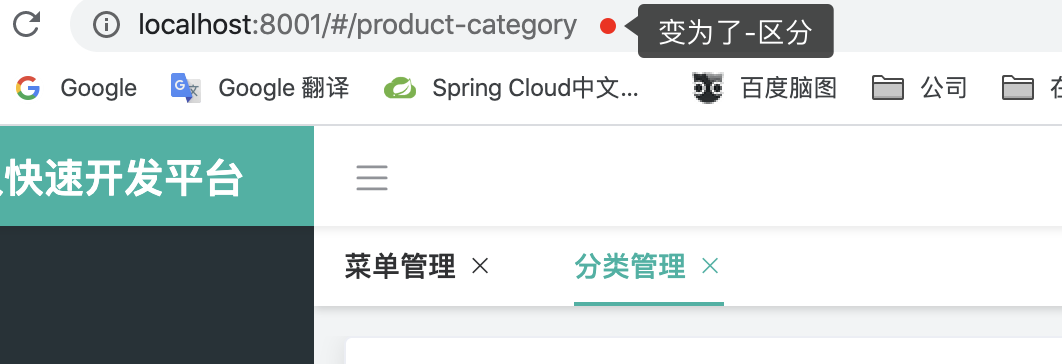 localhost:8001/#/product-category
变为了-区分
Google
Google 翻译
Spring Cloud中文...
百度脑图
公司
快速开发平台
菜单管理
分类管理